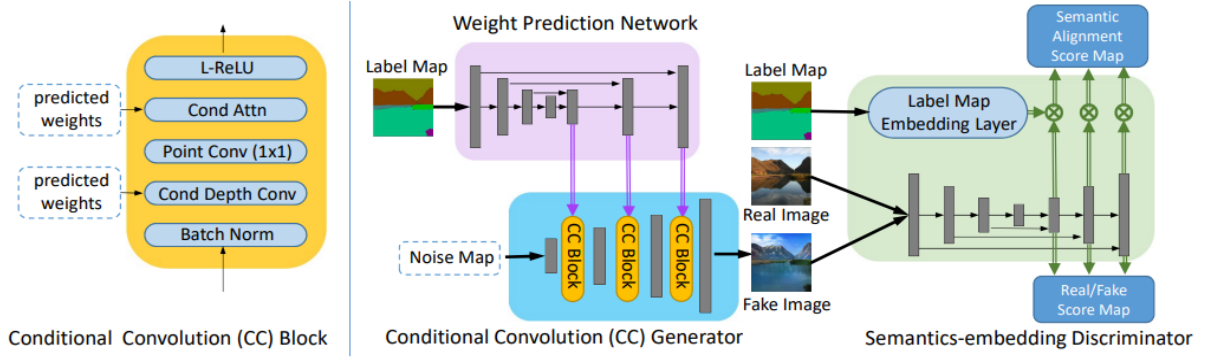 L-ReLU
predicted
weights
Cond Attn
Point Conv (1x1)
predicted
weights
Cond Depth Conv
Batch Norm
Conditional Convolution (CC) Block
Weight Prediction Network
Label Map
Noise Map
CC Block
CC Block
CC Block
Conditional Convolution (CC) Generator
Label Map
Real Image
Fake Image
Semantic
Alignment
Score Map
Label Map
Embedding Layer
Real/Fake
Score Map
Semantics-embedding Discriminator